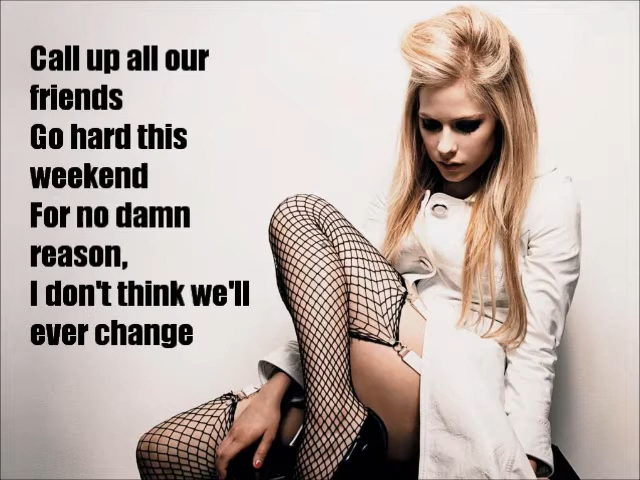 Call up all our
friends
Go hard this
weekend
For no damn
reason,
I don't think we'll
ever change